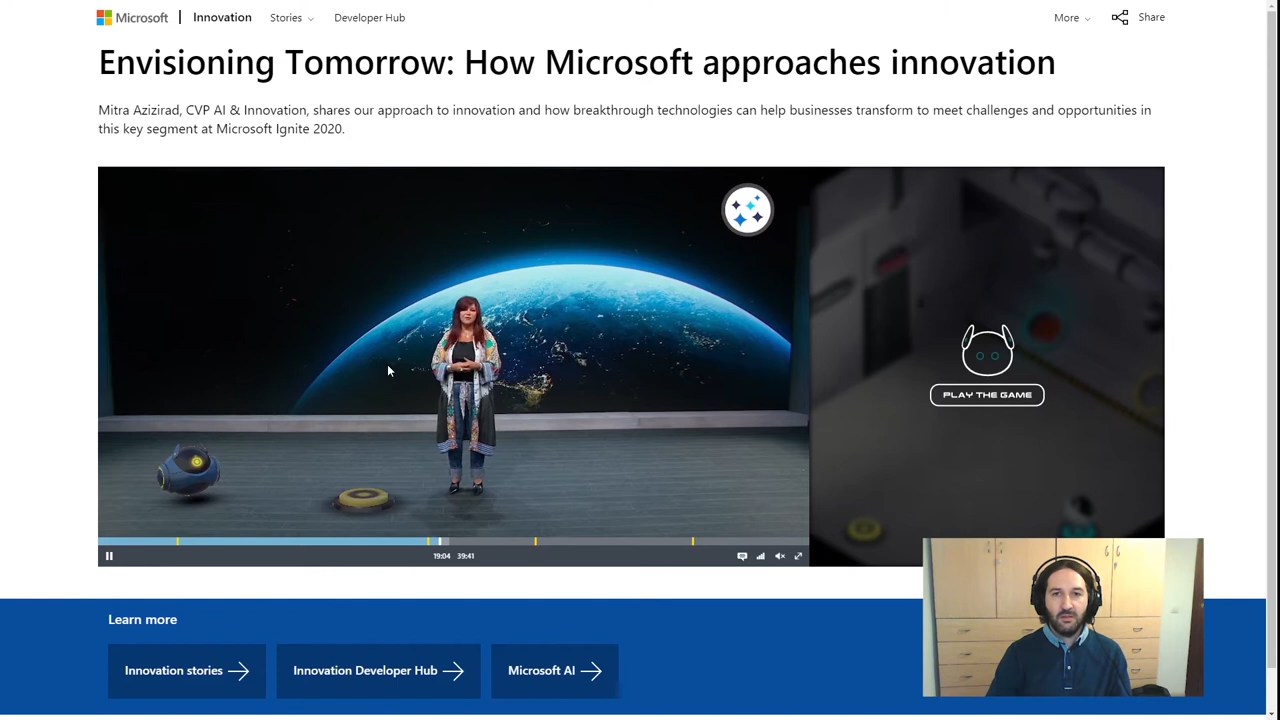 Microsoft | Innovation Stories Developer Hub More Share
Envisioning Tomorrow: How Microsoft approaches innovation
Mitra Azizirad, CVP AI & Innovation, shares our approach to innovation and how breakthrough technologies can help businesses transform to meet challenges and opportunities in
this key segment at Microsoft Ignite 2020.
PLAY THE GAME
19:04 39:41
Learn more
Innovation stories
Innovation Developer Hub
Microsoft AI